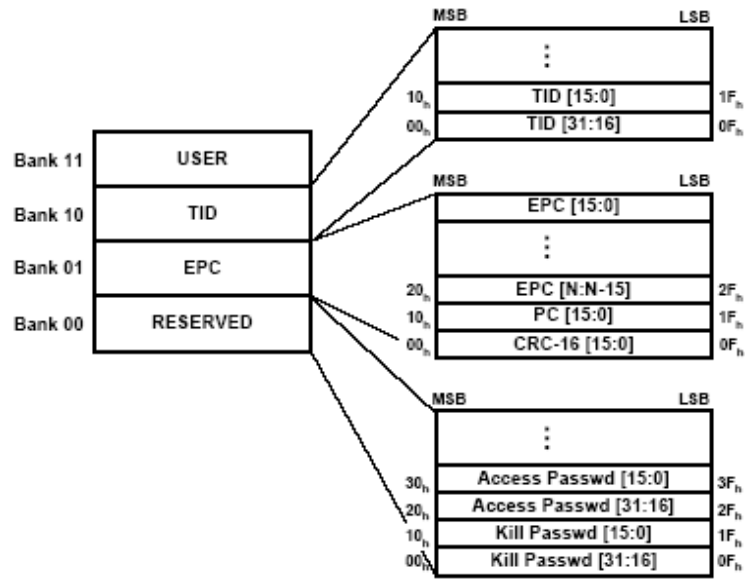 MSB LSB
⋮
10h TID [15:0] 1Fh
00h TID [31:16] 0Fh
Bank 11 USER
Bank 10 TID
Bank 01 EPC
Bank 00 RESERVED
MSB LSB
EPC [15:0]
⋮
20h EPC [N:N-15] 2Fh
10h PC [15:0] 1Fh
00h CRC-16 [15:0] 0Fh
MSB LSB
⋮
30h Access Passwd [15:0] 3Fh
20h Access Passwd [31:16] 2Fh
10h Kill Passwd [15:0] 1Fh
00h Kill Passwd [31:16] 0Fh